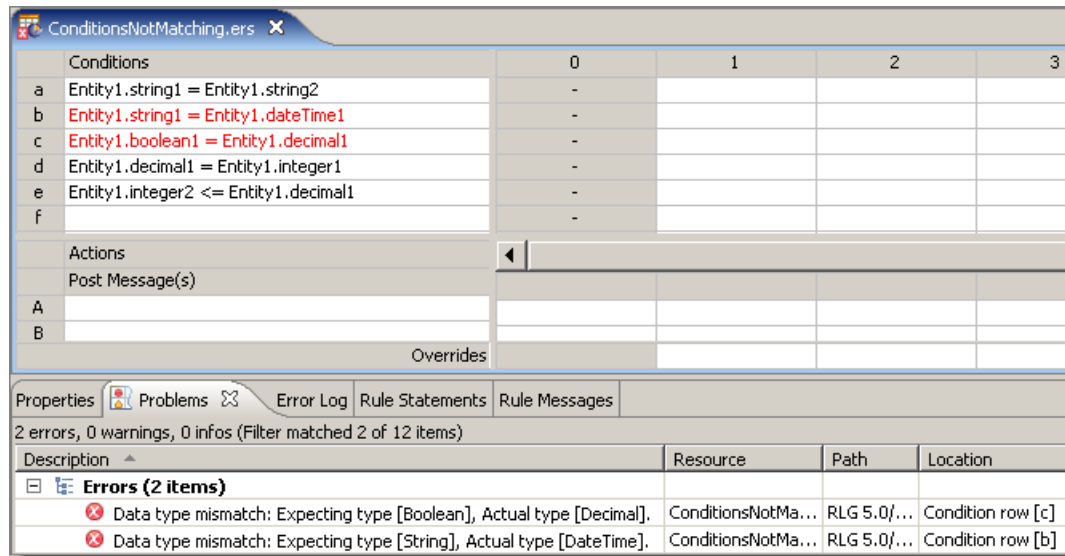 ConditionsNotMatching.ers
Conditions 0 1 2 3
a Entity1.string1 = Entity1.string2 -
b Entity1.string1 = Entity1.dateTime1 -
c Entity1.boolean1 = Entity1.decimal1 -
d Entity1.decimal1 = Entity1.integer1 -
e Entity1.integer2 <= Entity1.decimal1 -
f -
Actions
Post Message(s)
A
B
Overrides
Properties Problems Error Log Rule Statements Rule Messages
2 errors, 0 warnings, 0 infos (Filter matched 2 of 12 items)
Description Resource Path Location
Errors (2 items)
Data type mismatch: Expecting type [Boolean], Actual type [Decimal]. ConditionsNotMa... RLG 5.0/... Condition row [c]
Data type mismatch: Expecting type [String], Actual type [DateTime]. ConditionsNotMa... RLG 5.0/... Condition row [b]